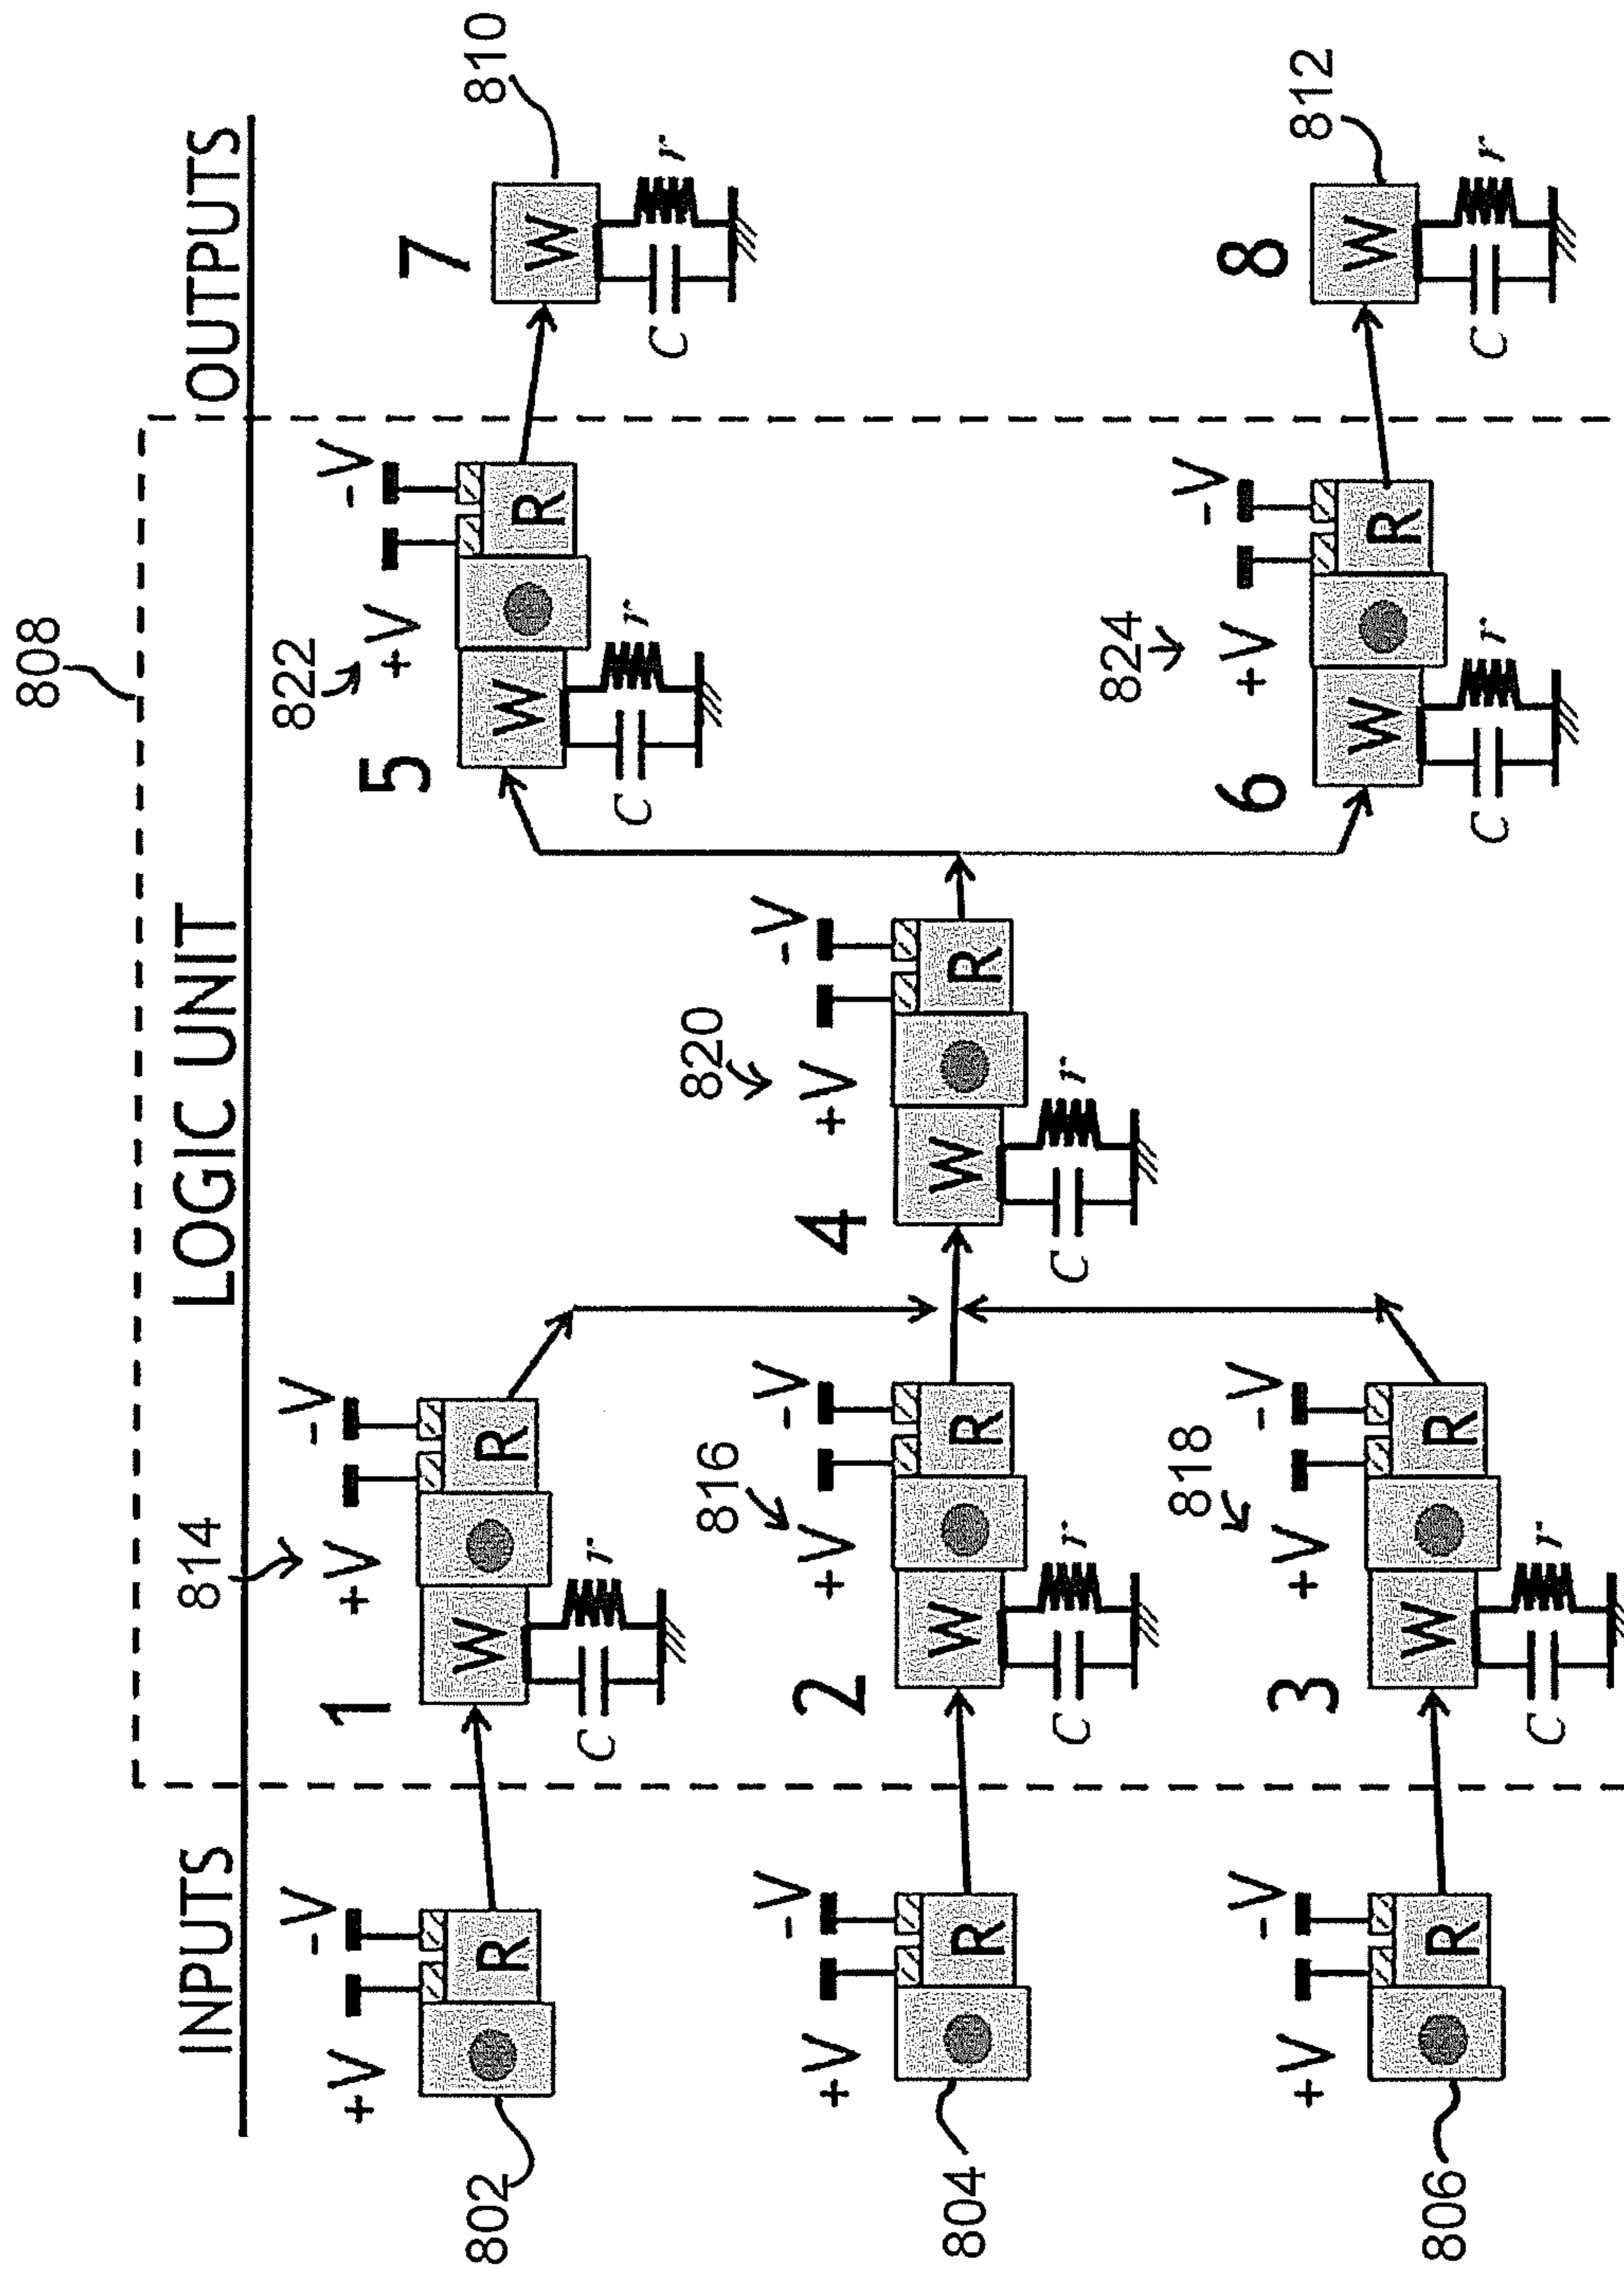 808
INPUTS LOGIC UNIT OUTPUTS
+V -V
R
802
814
+V -V
1 W R
C r
822
+V -V
5 W R
C r
7 W
810
C r
+V -V
R
804
816
+V -V
2 W R
C r
820
+V -V
4 W R
C r
+V -V
R
806
818
+V -V
3 W R
C r
824
+V -V
6 W R
C r
8 W
812
C r